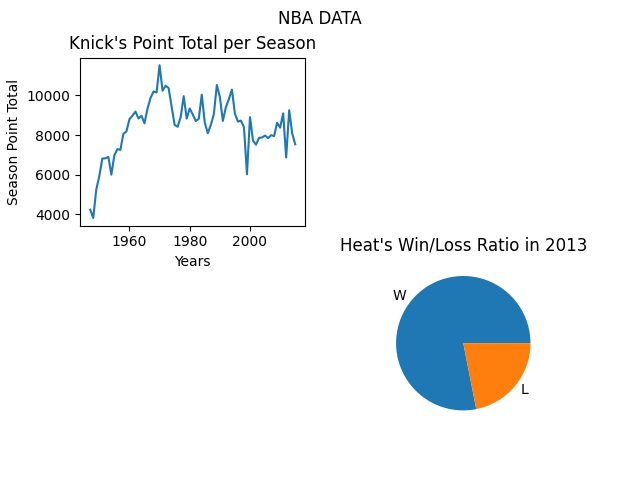 NBA DATA
Knick's Point Total per Season
Season Point Total
10000
8000
6000
4000
1960 1980 2000
Years
Heat's Win/Loss Ratio in 2013
W
L